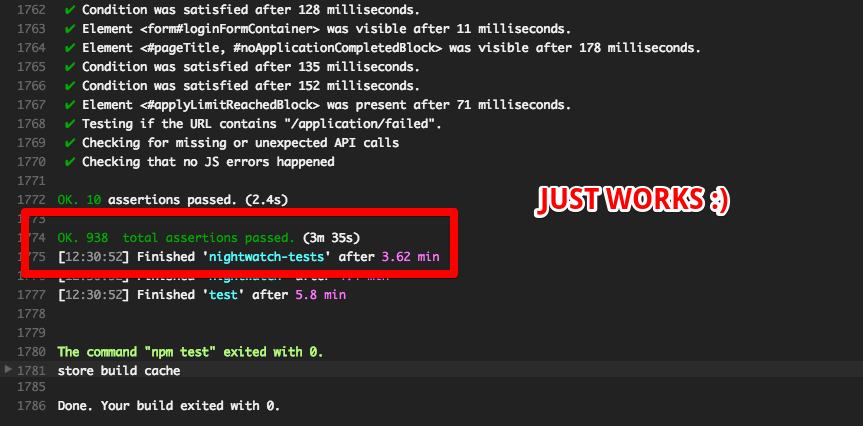 1762 ✔ Condition was satisfied after 128 milliseconds.
1763 ✔ Element <form#loginFormContainer> was visible after 11 milliseconds.
1764 ✔ Element <#pageTitle, #noApplicationCompletedBlock> was visible after 178 milliseconds.
1765 ✔ Condition was satisfied after 135 milliseconds.
1766 ✔ Condition was satisfied after 152 milliseconds.
1767 ✔ Element <#applyLimitReachedBlock> was present after 71 milliseconds.
1768 ✔ Testing if the URL contains "/application/failed".
1769 ✔ Checking for missing or unexpected API calls
1770 ✔ Checking that no JS errors happened
1771
1772 OK. 10 assertions passed. (2.4s)
JUST WORKS :)
1773
1774 OK. 938 total assertions passed. (3m 35s)
1775 [12:30:52] Finished 'nightwatch-tests' after 3.62 min
1777 [12:30:52] Finished 'test' after 5.8 min
1778
1779
1780 The command "npm test" exited with 0.
1781 store build cache
1785
1786 Done. Your build exited with 0.